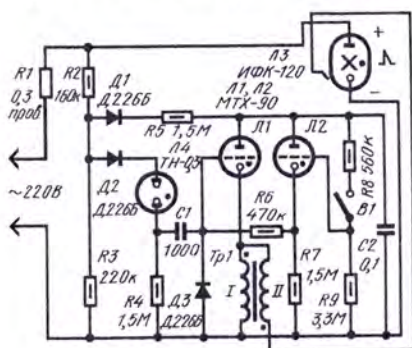 Л3
ИФК-120
+
−
R1
0,3
проб.
R2
160к
Д1
Д226Б
Л1, Л2
МТХ-90
R5 1,5М
Л4
ТН-0,3
Л1
Л2
R8 560к
Д2
Д226Б
C1
1000
R6
470к
В1
~220В
C2
0,1
Тр1
I
II
R7
1,5М
R3
220к
R4
1,5М
Д3
Д226Б
R9
3,3М